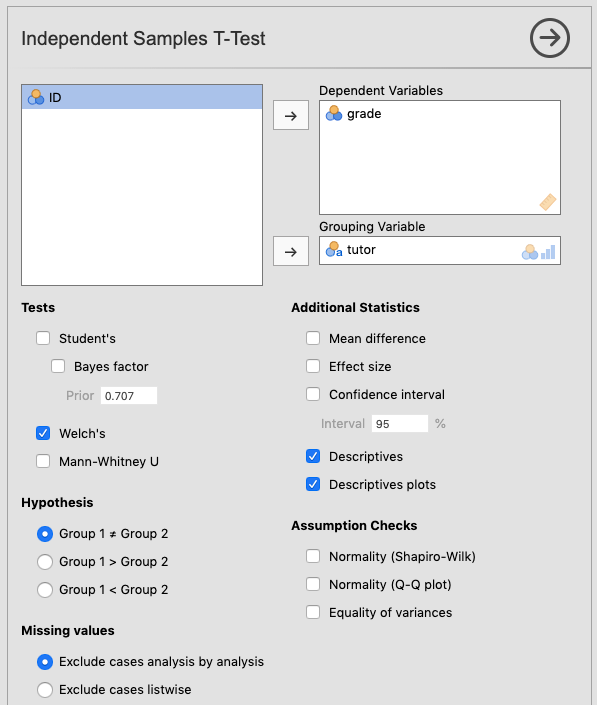 Independent Samples T-Test
ID
Dependent Variables
grade
Grouping Variable
a tutor
Tests
Student's
Bayes factor
Prior 0.707
Welch's
Mann-Whitney U
Hypothesis
Group 1 ≠ Group 2
Group 1 > Group 2
Group 1 < Group 2
Missing values
Exclude cases analysis by analysis
Exclude cases listwise
Additional Statistics
Mean difference
Effect size
Confidence interval
Interval 95 %
Descriptives
Descriptives plots
Assumption Checks
Normality (Shapiro-Wilk)
Normality (Q-Q plot)
Equality of variances